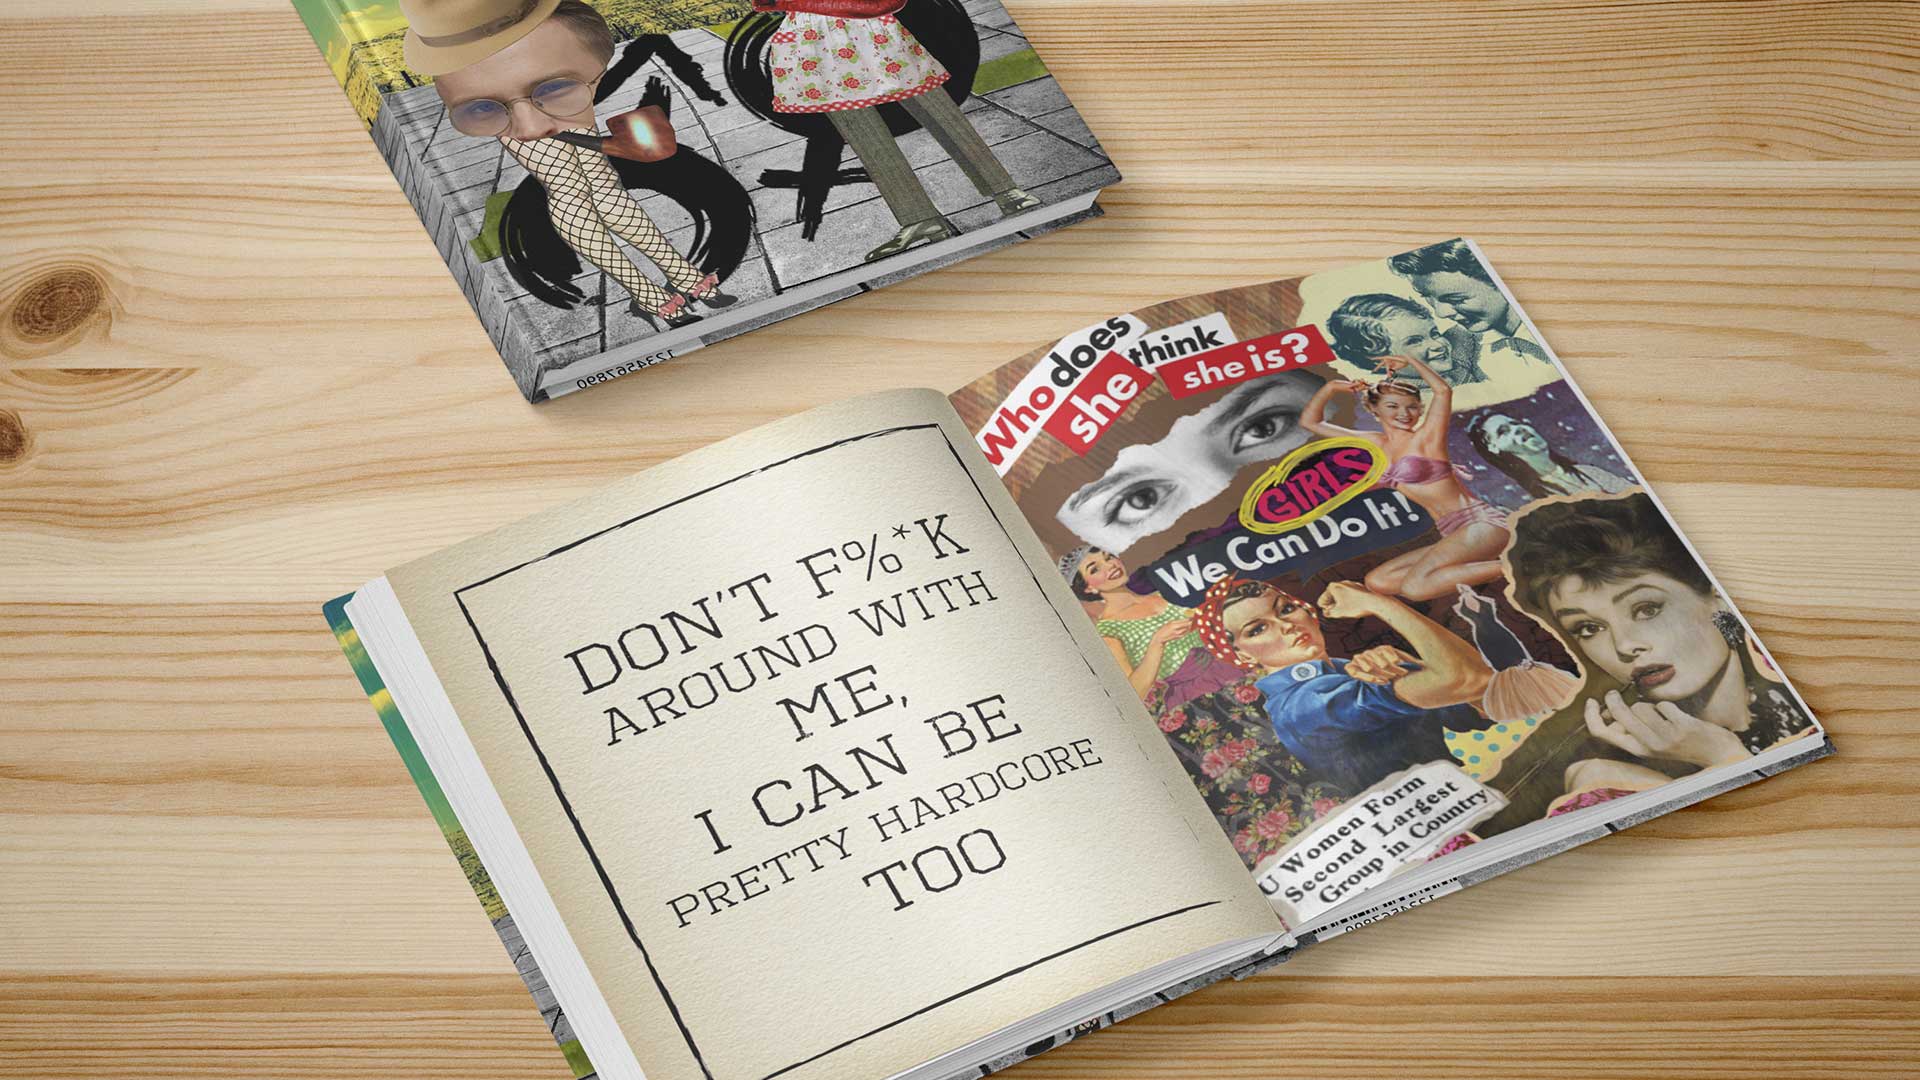 1234567890
DON'T F%*K
AROUND WITH
ME,
I CAN BE
PRETTY HARDCORE
TOO
Who does
she think
she is?
GIRLS
We Can Do It!
U Women Form
Second Largest
Group in Country
1234567890